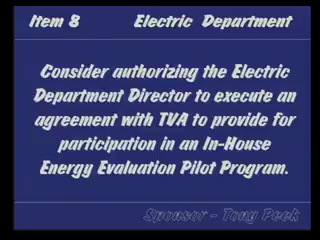 Item 8 Electric Department
Consider authorizing the Electric
Department Director to execute an
agreement with TVA to provide for
participation in an In-House
Energy Evaluation Pilot Program.
Sponsor - Tony Peek